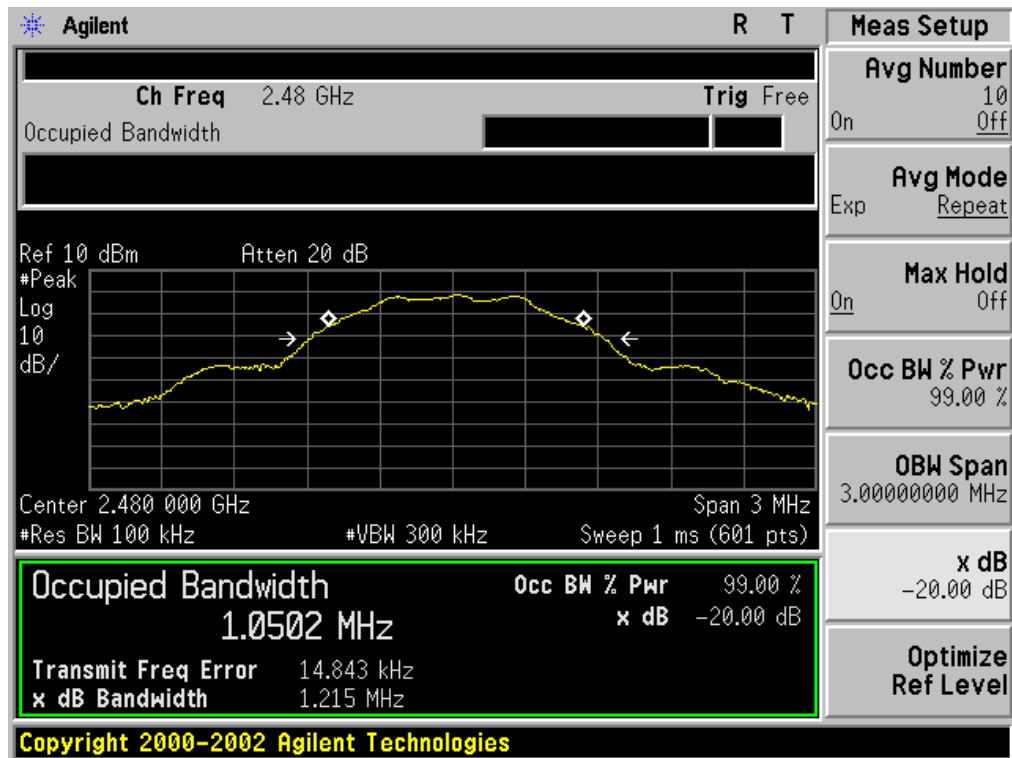 Agilent R T
Ch Freq 2.48 GHz Trig Free
Occupied Bandwidth
Ref 10 dBm Atten 20 dB
#Peak
Log
10
dB/
Center 2.480 000 GHz Span 3 MHz
#Res BW 100 kHz #VBW 300 kHz Sweep 1 ms (601 pts)
Occupied Bandwidth Occ BW % Pwr 99.00 %
1.0502 MHz x dB -20.00 dB
Transmit Freq Error 14.843 kHz
x dB Bandwidth 1.215 MHz
Copyright 2000-2002 Agilent Technologies
Meas Setup
Avg Number
10
On Off
Avg Mode
Exp Repeat
Max Hold
On Off
Occ BW % Pwr
99.00 %
OBW Span
3.00000000 MHz
x dB
-20.00 dB
Optimize
Ref Level